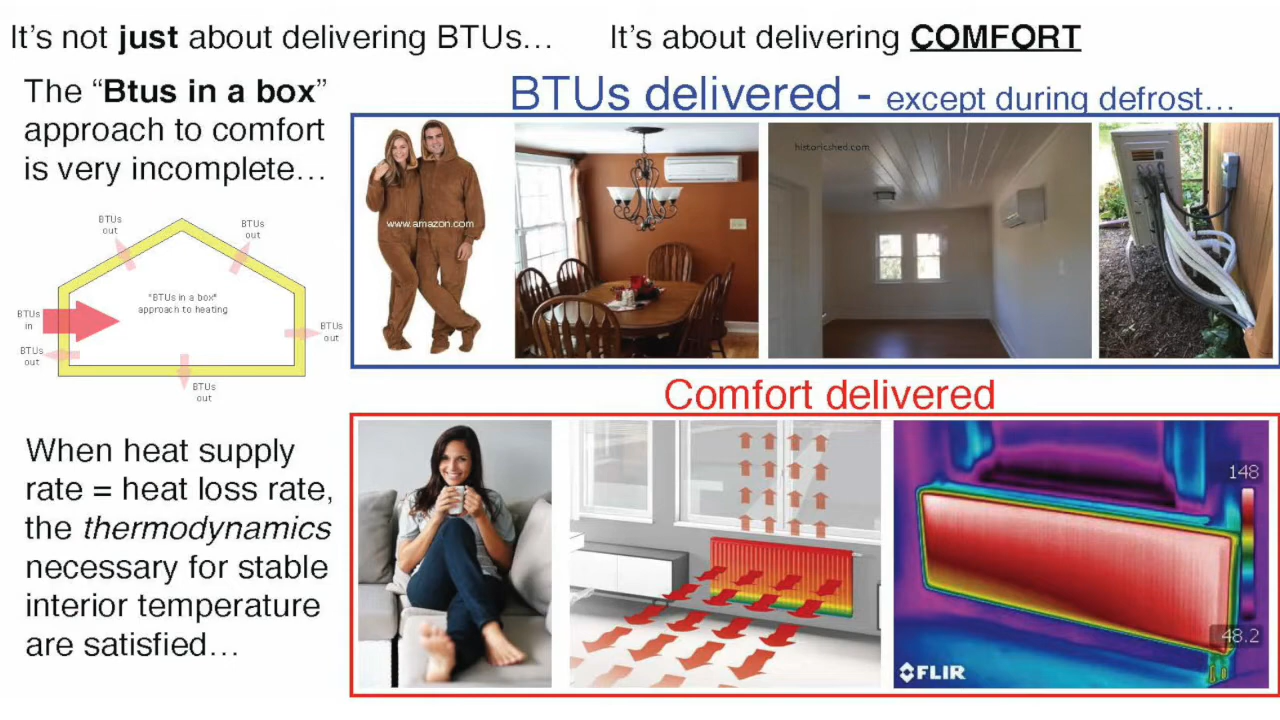 It's not just about delivering BTUs…
It's about delivering COMFORT
The “Btus in a box”
approach to comfort
is very incomplete…
BTUs
out
BTUs
out
"BTUs in a box"
approach to heating
BTUs
in
BTUs
out
BTUs
out
BTUs
out
When heat supply
rate = heat loss rate,
the thermodynamics
necessary for stable
interior temperature
are satisfied…
BTUs delivered - except during defrost…
www.amazon.com
historicshed.com
Comfort delivered
148
48.2
FLIR